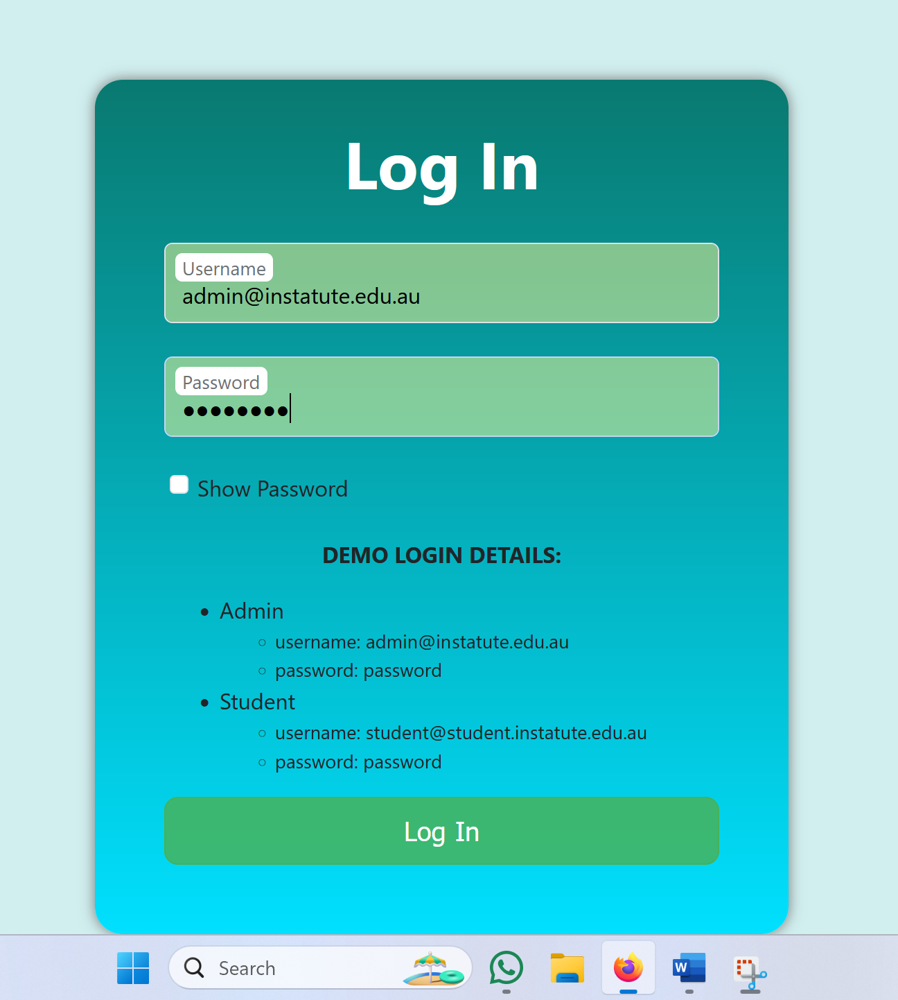 Log In
Username
admin@instatute.edu.au
Password
••••••••
Show Password
DEMO LOGIN DETAILS:
• Admin
○ username: admin@instatute.edu.au
○ password: password
• Student
○ username: student@student.instatute.edu.au
○ password: password
Log In
Search
W